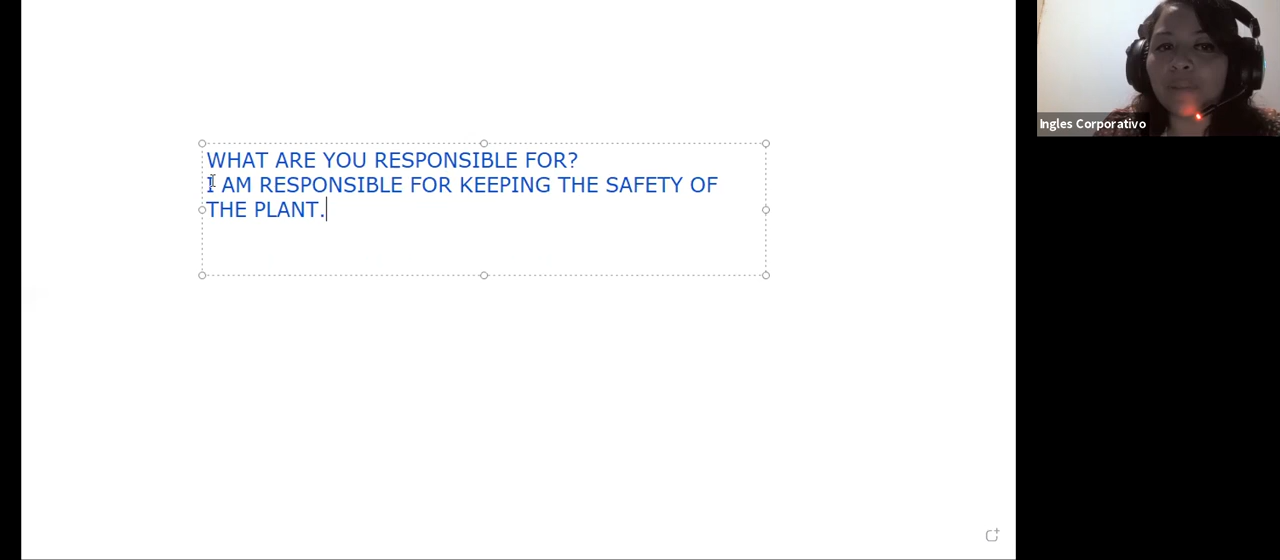 WHAT ARE YOU RESPONSIBLE FOR?
I AM RESPONSIBLE FOR KEEPING THE SAFETY OF
THE PLANT.
Ingles Corporativo